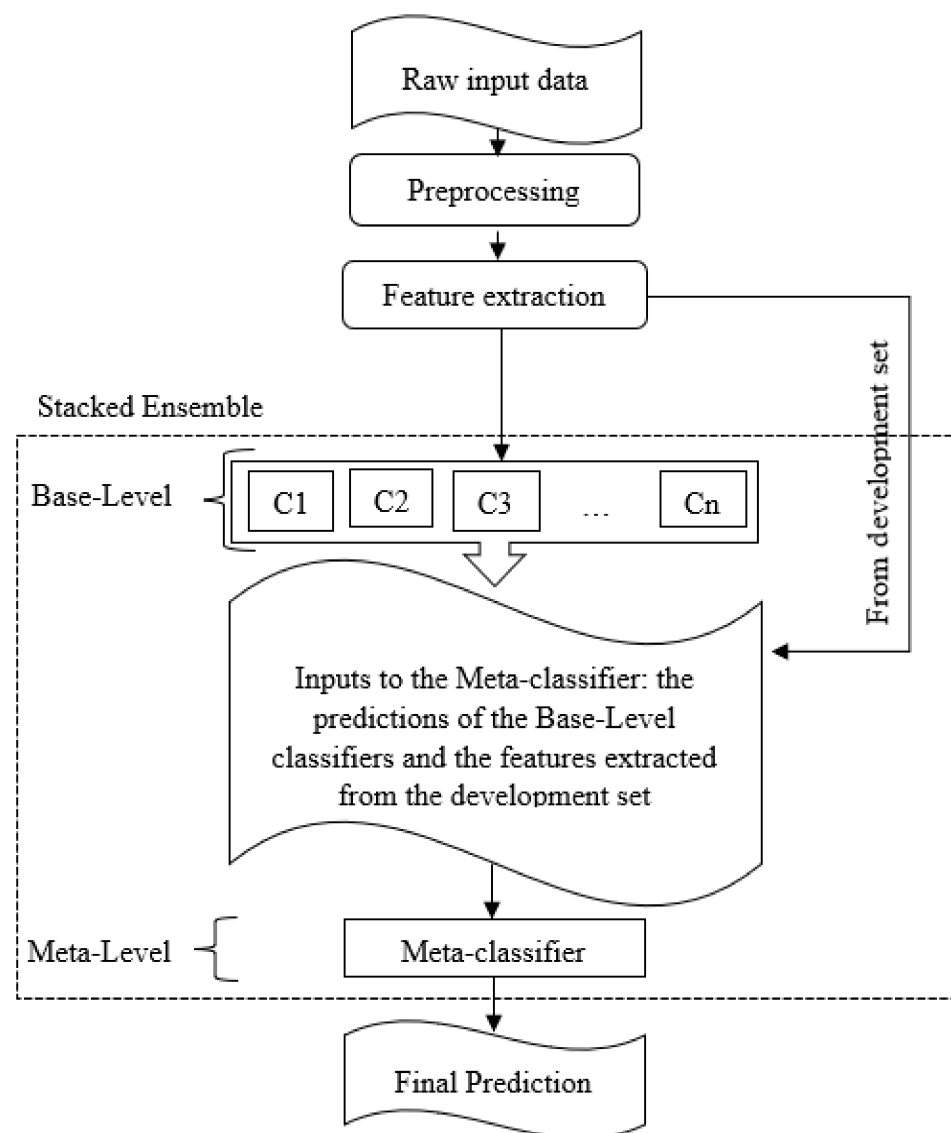 Raw input data
Preprocessing
Feature extraction
From development set
Stacked Ensemble
Base-Level
C1 C2 C3 ... Cn
Inputs to the Meta-classifier: the
predictions of the Base-Level
classifiers and the features extracted
from the development set
Meta-Level
Meta-classifier
Final Prediction